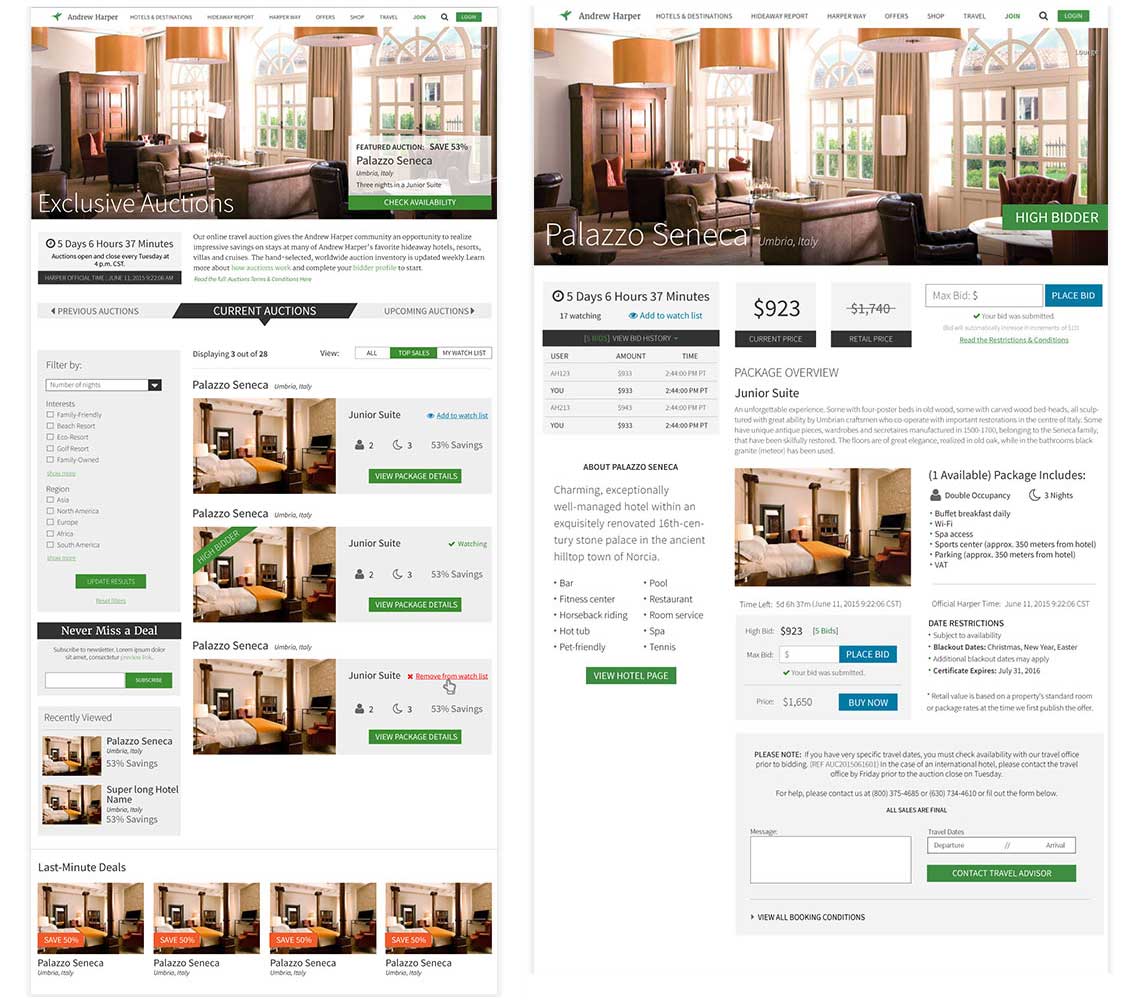 Andrew Harper
HOTELS & DESTINATIONS
HIDEAWAY REPORT
HARPER WAY
OFFERS
SHOP
TRAVEL
JOIN
LOGIN
Lounge
FEATURED AUCTION: SAVE 53%
Palazzo Seneca
Umbria, Italy
Three nights in a Junior Suite
CHECK AVAILABILITY
Exclusive Auctions
5 Days 6 Hours 37 Minutes
Auctions open and close every Tuesday at
4 p.m. CST.
HARPER OFFICIAL TIME : JUNE 11, 2015 9:22:06 AM
Our online travel auction gives the Andrew Harper community an opportunity to realize
impressive savings on stays at many of Andrew Harper's favorite hideaway hotels, resorts,
villas and cruises. The hand-selected, worldwide auction inventory is updated weekly.Learn
more about how auctions work and complete your bidder profile to start.
Read the full Auctions Terms & Conditions Here
PREVIOUS AUCTIONS
CURRENT AUCTIONS
UPCOMING AUCTIONS
Filter by:
Number of nights
Interests
Family-Friendly
Beach Resort
Eco-Resort
Golf Resort
Family-Owned
show more
Region
Asia
North America
Europe
Africa
South America
show more
UPDATE RESULTS
Reset filters
Never Miss a Deal
Subscribe to newsletter, Lorem ipsum dolor
sit amet, consectetur preview link.
SUBSCRIBE
Recently Viewed
Palazzo Seneca
Umbria, Italy
53% Savings
Super long Hotel
Name
Umbria, Italy
53% Savings
Displaying 3 out of 28
View:
ALL
TOP SALES
MY WATCH LIST
Palazzo Seneca Umbria, Italy
Junior Suite
Add to watch list
2
3
53% Savings
VIEW PACKAGE DETAILS
Palazzo Seneca Umbria, Italy
HIGH BIDDER
Junior Suite
Watching
2
3
53% Savings
VIEW PACKAGE DETAILS
Palazzo Seneca Umbria, Italy
Junior Suite
Remove from watch list
2
3
53% Savings
VIEW PACKAGE DETAILS
Last-Minute Deals
SAVE 50%
Palazzo Seneca
Umbria, Italy
SAVE 50%
Palazzo Seneca
Umbria, Italy
SAVE 50%
Palazzo Seneca
Umbria, Italy
SAVE 50%
Palazzo Seneca
Umbria, Italy
Andrew Harper
HOTELS & DESTINATIONS
HIDEAWAY REPORT
HARPER WAY
OFFERS
SHOP
TRAVEL
JOIN
LOGIN
Lounge
HIGH BIDDER
Palazzo Seneca Umbria, Italy
5 Days 6 Hours 37 Minutes
17 watching
Add to watch list
[5 BIDS] VIEW BID HISTORY
USER AMOUNT TIME
AH123 $933 2:44:00 PM PT
YOU $933 2:44:00 PM PT
AH213 $943 2:44:00 PM PT
YOU $933 2:44:00 PM PT
$923
CURRENT PRICE
$1,740
RETAIL PRICE
Max Bid: $
PLACE BID
Your bid was submitted.
(Bid will automatically increase in increments of $10)
Read the Restrictions & Conditions
ABOUT PALAZZO SENECA
Charming, exceptionally
well-managed hotel within an
exquisitely renovated 16th-cen-
tury stone palace in the ancient
hilltop town of Norcia.
• Bar
• Fitness center
• Horseback riding
• Hot tub
• Pet-friendly
• Pool
• Restaurant
• Room service
• Spa
• Tennis
VIEW HOTEL PAGE
PACKAGE OVERVIEW
Junior Suite
An unforgettable experience. Some with four-poster beds in old wood, some with carved wood bed-heads, all sculp-
tured with great ability by Umbrian craftsmen who co-operate with important restorations in the centre of Italy. Some
have unique antique pieces, wardrobes and secretaires manufactured in 1500-1700, belonging to the Seneca family,
that have been skilfully restored. The floors are of great elegance, realized in old oak, while in the bathrooms black
granite (meteor) has been used.
(1 Available) Package Includes:
Double Occupancy
3 Nights
• Buffet breakfast daily
• Wi-Fi
• Spa access
• Sports center (approx. 350 meters from hotel)
• Parking (approx. 350 meters from hotel)
• VAT
Time Left: 5d 6h 37m (June 11, 2015 9:22:06 CST)
Official Harper Time: June 11, 2015 9:22:06 CST
High Bid: $923 [5 Bids]
Max Bid: $
PLACE BID
Your bid was submitted.
Price: $1,650
BUY NOW
DATE RESTRICTIONS
• Subject to availability
• Blackout Dates: Christmas, New Year, Easter
• Additional blackout dates may apply
• Certificate Expires: July 31, 2016
* Retail value is based on a property's standard room
or package rates at the time we first publish the offer.
PLEASE NOTE: If you have very specific travel dates, you must check availability with our travel office
prior to bidding. (REF AUC2015061601) In the case of an international hotel, please contact the travel
office by Friday prior to the auction close on Tuesday.
For help, please contact us at (800) 375-4685 or (630) 734-4610 or fil out the form below.
ALL SALES ARE FINAL
Message:
Travel Dates
Departure // Arrival
CONTACT TRAVEL ADVISOR
VIEW ALL BOOKING CONDITIONS